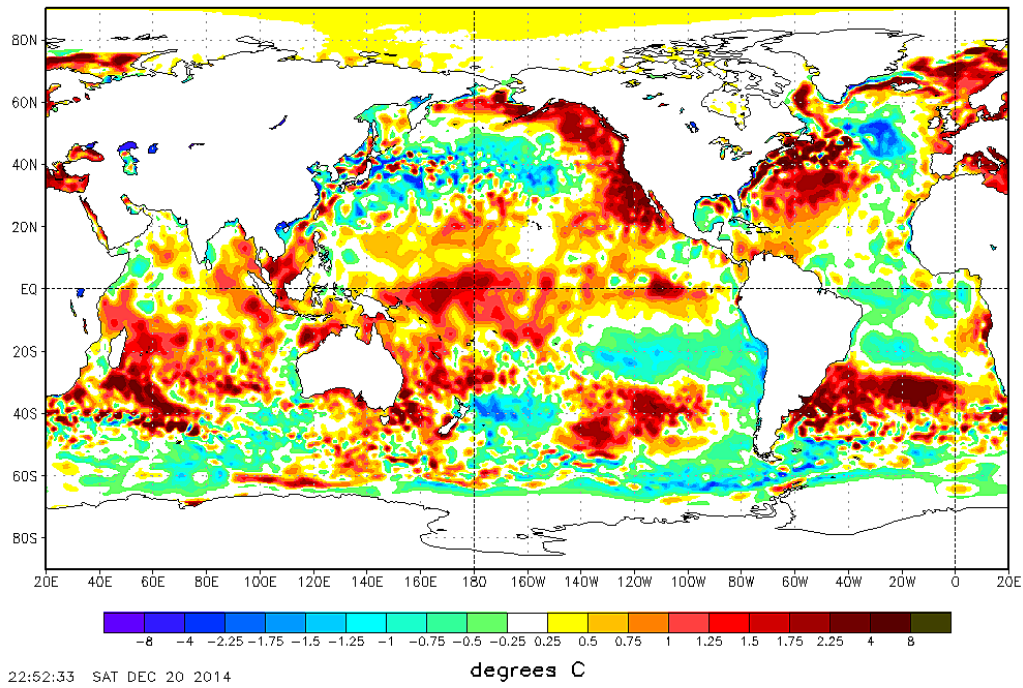 80N
60N
40N
20N
EQ
20S
40S
60S
80S
20E 40E 60E 80E 100E 120E 140E 160E 180 160W 140W 120W 100W 80W 60W 40W 20W 0 20E
-8 -4 -2.25 -1.75 -1.5 -1.25 -1 -0.75 -0.5 -0.25 0.25 0.5 0.75 1 1.25 1.5 1.75 2.25 4 8
degrees C
22:52:33 SAT DEC 20 2014